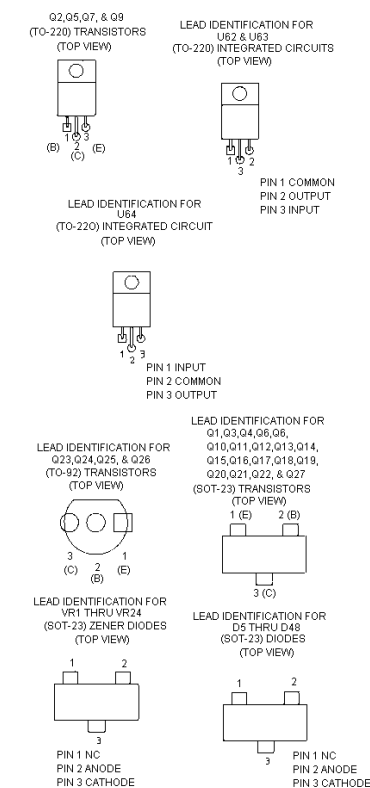 Q2,Q5,Q7, & Q9
(TO-220) TRANSISTORS
(TOP VIEW)
1
3
(B)
2
(E)
(C)
LEAD IDENTIFICATION FOR
U62 & U63
(TO-220) INTEGRATED CIRCUITS
(TOP VIEW)
1
2
3
PIN 1 COMMON
PIN 2 OUTPUT
PIN 3 INPUT
LEAD IDENTIFICATION FOR
U64
(TO-220) INTEGRATED CIRCUIT
(TOP VIEW)
1
2
3
PIN 1 INPUT
PIN 2 COMMON
PIN 3 OUTPUT
LEAD IDENTIFICATION FOR
Q23,Q24,Q25, & Q26
(TO-92) TRANSISTORS
(TOP VIEW)
3
2
1
(C)
(B)
(E)
LEAD IDENTIFICATION FOR
Q1,Q3,Q4,Q6,Q6,
Q10,Q11,Q12,Q13,Q14,
Q15,Q16,Q17,Q18,Q19,
Q20,Q21,Q22, & Q27
(SOT-23) TRANSISTORS
(TOP VIEW)
1 (E)
2 (B)
3 (C)
LEAD IDENTIFICATION FOR
VR1 THRU VR24
(SOT-23) ZENER DIODES
(TOP VIEW)
1
2
3
PIN 1 NC
PIN 2 ANODE
PIN 3 CATHODE
LEAD IDENTIFICATION FOR
D5 THRU D48
(SOT-23) DIODES
(TOP VIEW)
1
2
3
PIN 1 NC
PIN 2 ANODE
PIN 3 CATHODE